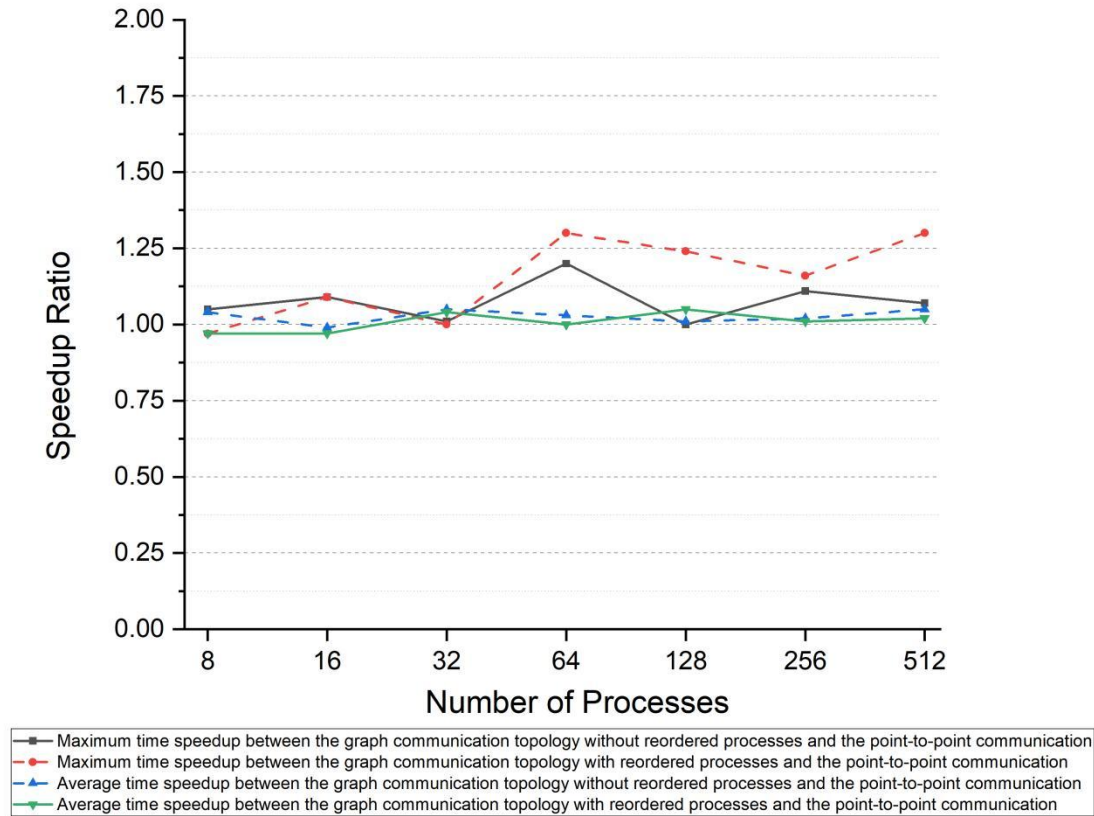 2.00
1.75
1.50
1.25
1.00
0.75
0.50
0.25
0.00
Speedup Ratio
8 16 32 64 128 256 512
Number of Processes
Maximum time speedup between the graph communication topology without reordered processes and the point-to-point communication
Maximum time speedup between the graph communication topology with reordered processes and the point-to-point communication
Average time speedup between the graph communication topology without reordered processes and the point-to-point communication
Average time speedup between the graph communication topology with reordered processes and the point-to-point communication